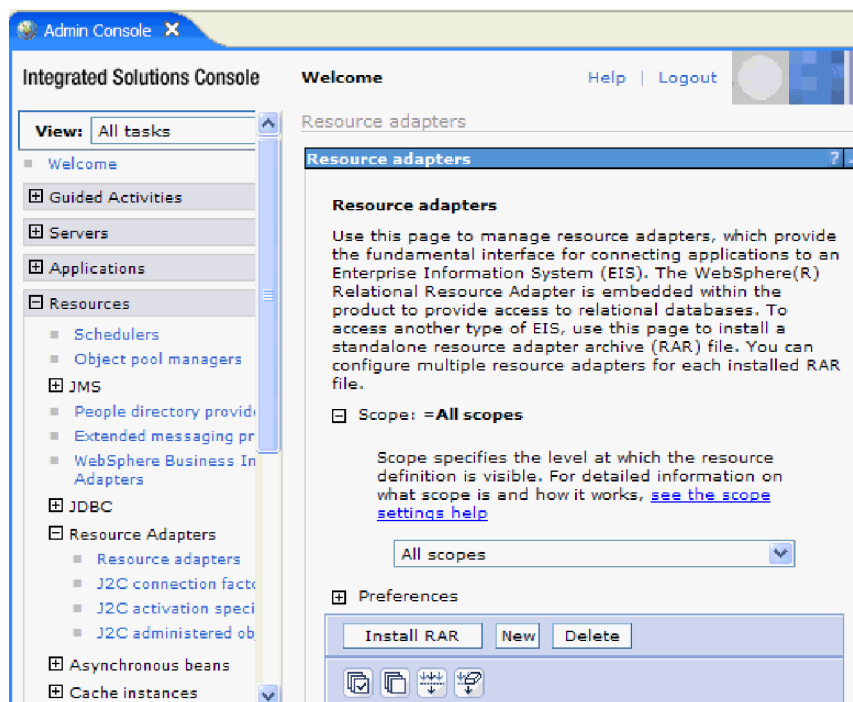 Admin Console
Integrated Solutions Console
Welcome
Help | Logout
View: All tasks
Welcome
Guided Activities
Servers
Applications
Resources
Schedulers
Object pool managers
JMS
People directory
Extended messaging
WebSphere Business
Adapters
JDBC
Resource Adapters
Resource adapters
J2C connection
J2C activation
J2C administered
Asynchronous beans
Cache instances
Resource adapters
Resource adapters ?
Resource adapters
Use this page to manage resource adapters, which provide
the fundamental interface for connecting applications to an
Enterprise Information System (EIS). The WebSphere(R)
Relational Resource Adapter is embedded within the
product to provide access to relational databases. To
access another type of EIS, use this page to install a
standalone resource adapter archive (RAR) file. You can
configure multiple resource adapters for each installed RAR
file.
Scope: =All scopes
Scope specifies the level at which the resource
definition is visible. For detailed information on
what scope is and how it works, see the scope
settings help
All scopes
Preferences
Install RAR New Delete